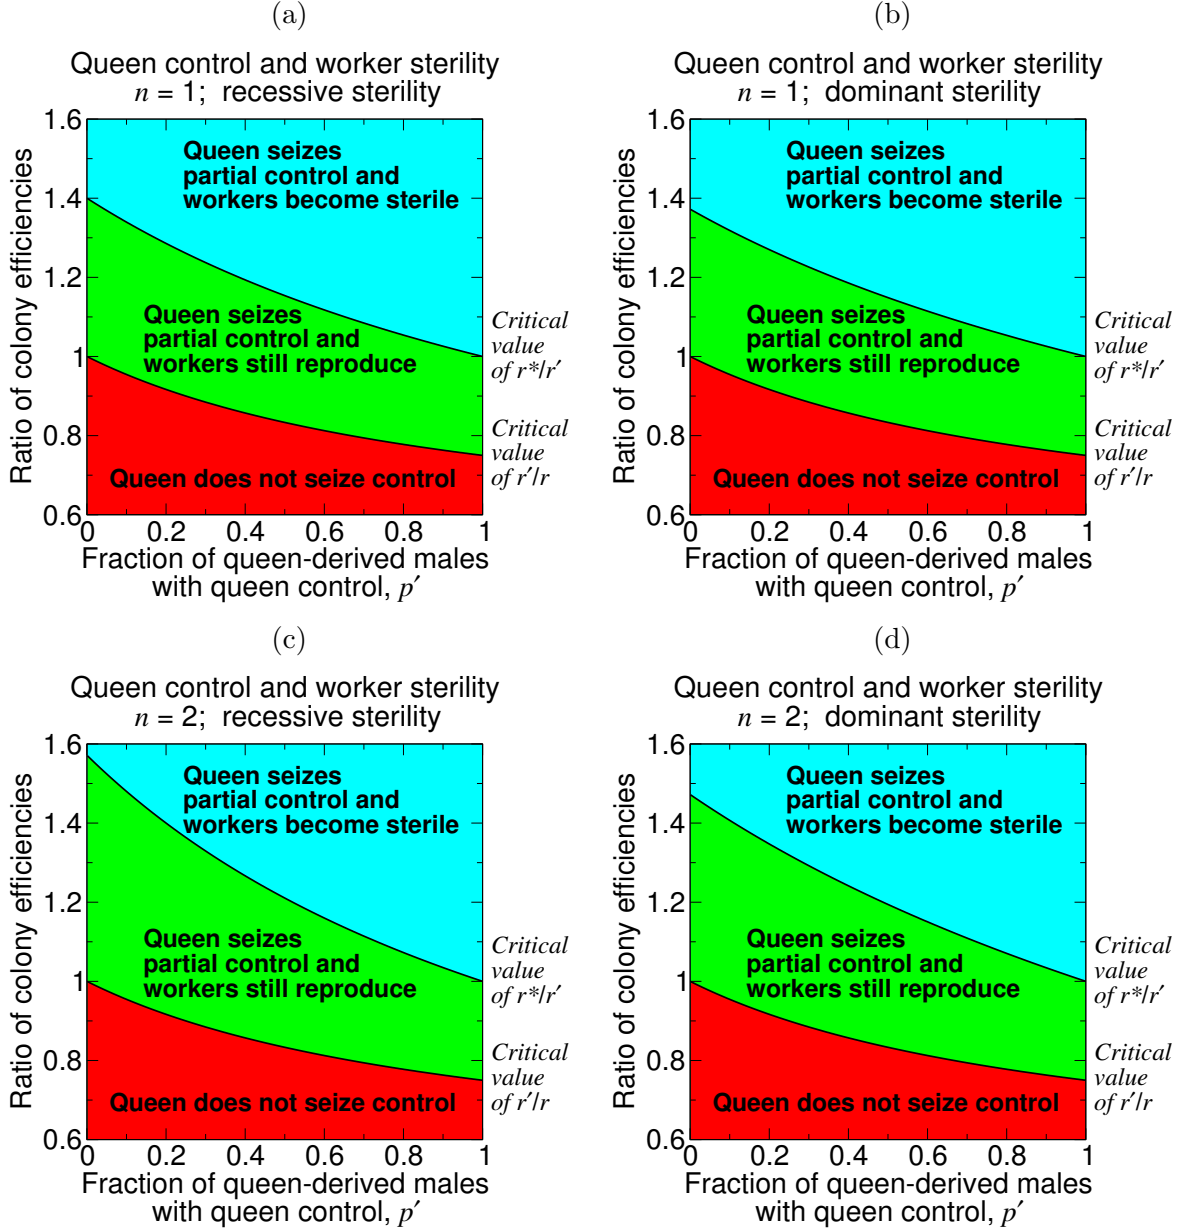 (a)
Queen control and worker sterility
n = 1; recessive sterility
Ratio of colony efficiencies
1.6
1.4
1.2
1
0.8
0.6
Queen seizes
partial control and
workers become sterile
Queen seizes
partial control and
workers still reproduce
Queen does not seize control
Critical
value
of r*/r′
Critical
value
of r′/r
0 0.2 0.4 0.6 0.8 1
Fraction of queen-derived males
with queen control, p′
(b)
Queen control and worker sterility
n = 1; dominant sterility
Ratio of colony efficiencies
1.6
1.4
1.2
1
0.8
0.6
Queen seizes
partial control and
workers become sterile
Queen seizes
partial control and
workers still reproduce
Queen does not seize control
Critical
value
of r*/r′
Critical
value
of r′/r
0 0.2 0.4 0.6 0.8 1
Fraction of queen-derived males
with queen control, p′
(c)
Queen control and worker sterility
n = 2; recessive sterility
Ratio of colony efficiencies
1.6
1.4
1.2
1
0.8
0.6
Queen seizes
partial control and
workers become sterile
Queen seizes
partial control and
workers still reproduce
Queen does not seize control
Critical
value
of r*/r′
Critical
value
of r′/r
0 0.2 0.4 0.6 0.8 1
Fraction of queen-derived males
with queen control, p′
(d)
Queen control and worker sterility
n = 2; dominant sterility
Ratio of colony efficiencies
1.6
1.4
1.2
1
0.8
0.6
Queen seizes
partial control and
workers become sterile
Queen seizes
partial control and
workers still reproduce
Queen does not seize control
Critical
value
of r*/r′
Critical
value
of r′/r
0 0.2 0.4 0.6 0.8 1
Fraction of queen-derived males
with queen control, p′